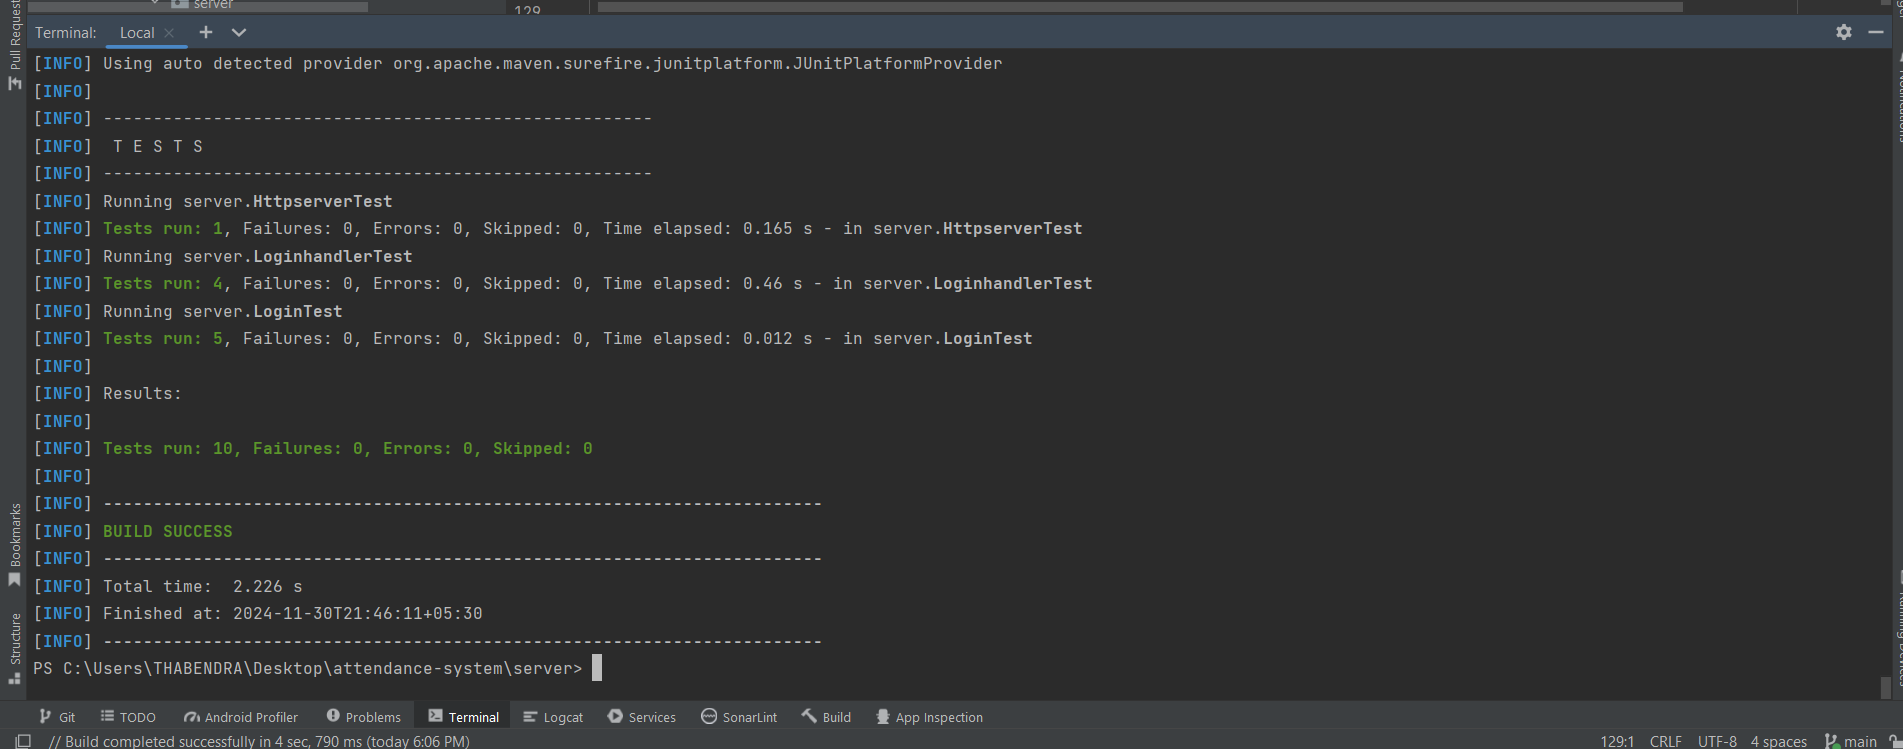 server
129
Pull Requests
Terminal: Local
[INFO] Using auto detected provider org.apache.maven.surefire.junitplatform.JUnitPlatformProvider
[INFO]
[INFO] -------------------------------------------------------
[INFO]  T E S T S
[INFO] -------------------------------------------------------
[INFO] Running server.HttpserverTest
[INFO] Tests run: 1, Failures: 0, Errors: 0, Skipped: 0, Time elapsed: 0.165 s - in server.HttpserverTest
[INFO] Running server.LoginhandlerTest
[INFO] Tests run: 4, Failures: 0, Errors: 0, Skipped: 0, Time elapsed: 0.46 s - in server.LoginhandlerTest
[INFO] Running server.LoginTest
[INFO] Tests run: 5, Failures: 0, Errors: 0, Skipped: 0, Time elapsed: 0.012 s - in server.LoginTest
[INFO]
[INFO] Results:
[INFO]
[INFO] Tests run: 10, Failures: 0, Errors: 0, Skipped: 0
[INFO]
[INFO] ------------------------------------------------------------------------
[INFO] BUILD SUCCESS
[INFO] ------------------------------------------------------------------------
[INFO] Total time:  2.226 s
[INFO] Finished at: 2024-11-30T21:46:11+05:30
[INFO] ------------------------------------------------------------------------
PS C:\Users\THABENDRA\Desktop\attendance-system\server>
Bookmarks
Structure
Git TODO Android Profiler Problems Terminal Logcat Services SonarLint Build App Inspection
// Build completed successfully in 4 sec, 790 ms (today 6:06 PM) 129:1 CRLF UTF-8 4 spaces main